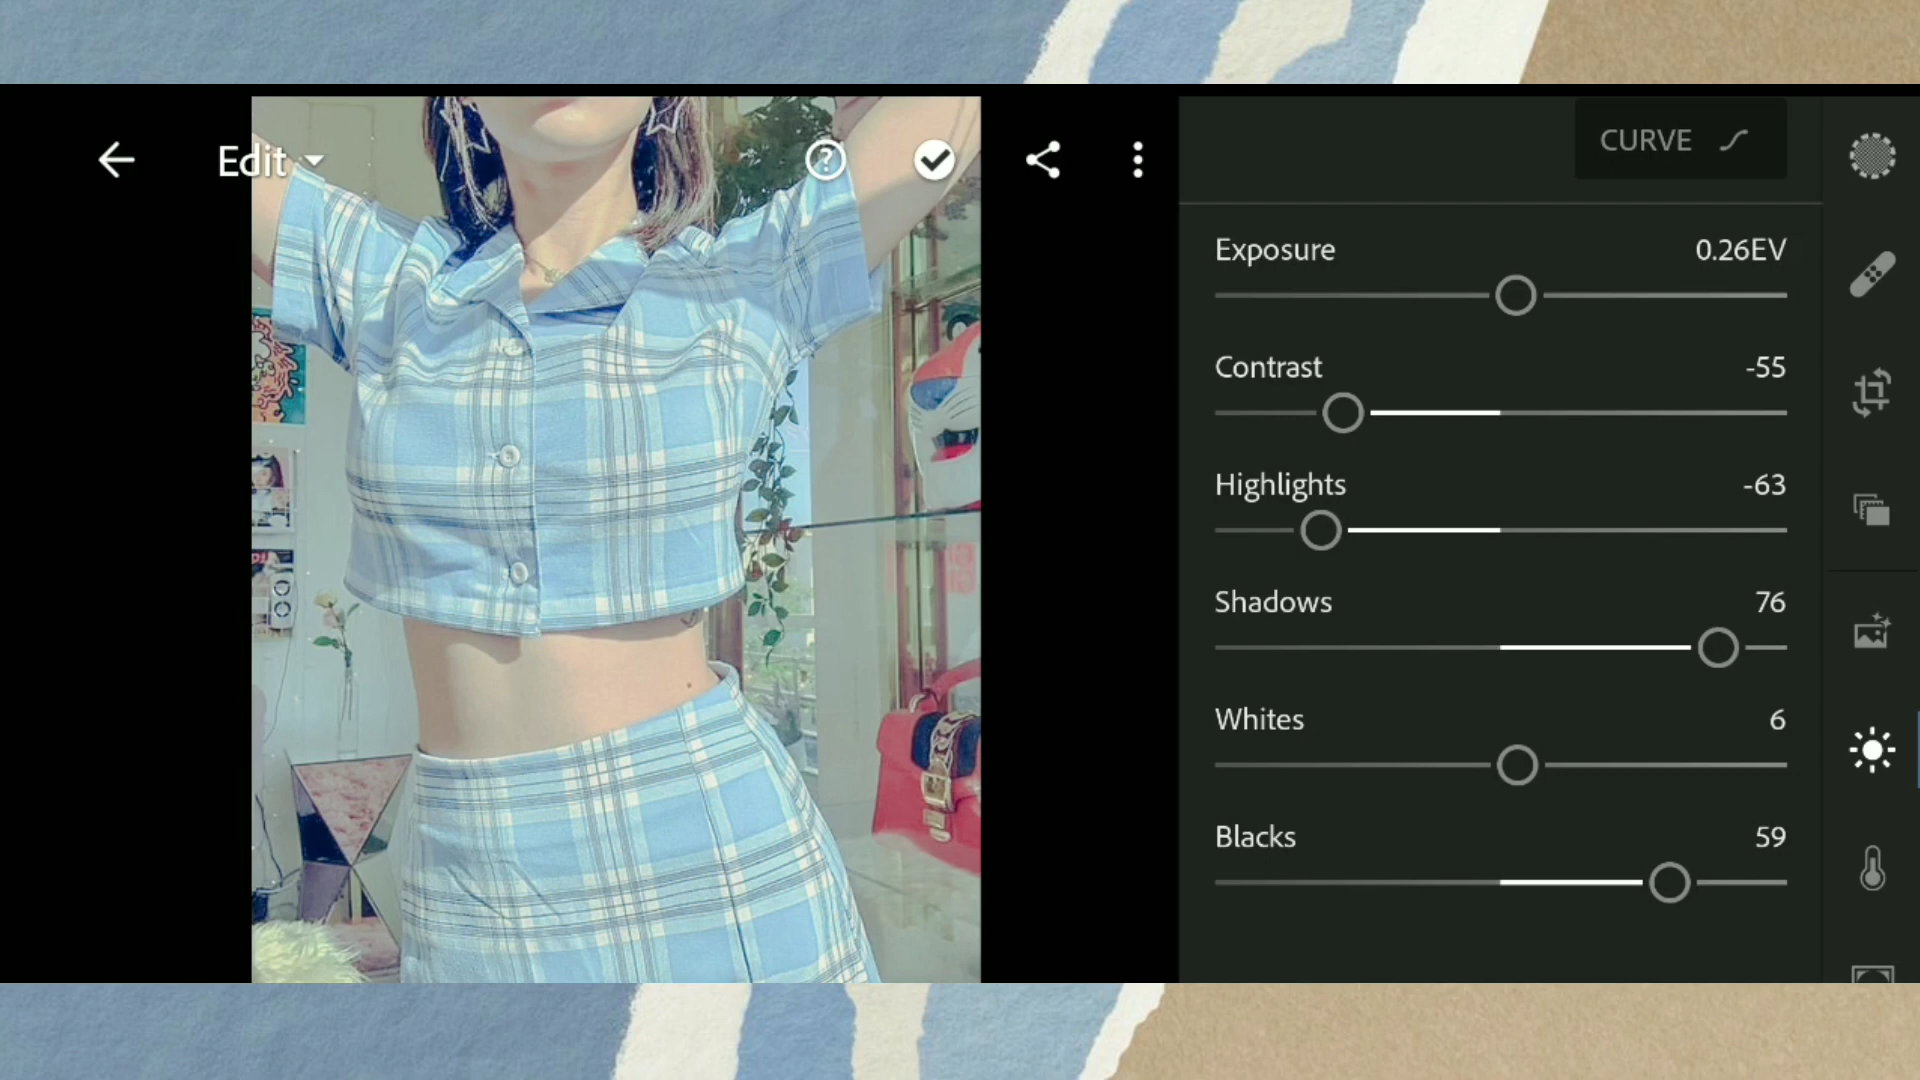 Edit
CURVE
Exposure 0.26EV
Contrast -55
Highlights -63
Shadows 76
Whites 6
Blacks 59